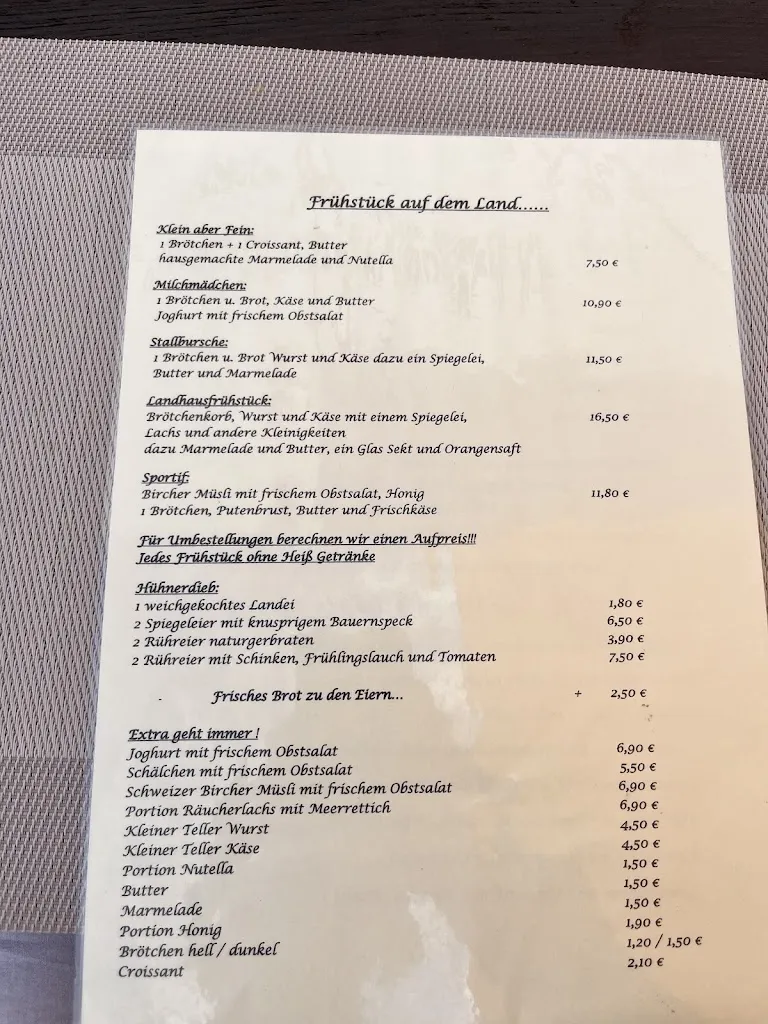 Frühstück auf dem Land......
Klein aber Fein:
1 Brötchen + 1 Croissant, Butter
hausgemachte Marmelade und Nutella 7,50 €
Milchmädchen:
1 Brötchen u. Brot, Käse und Butter 10,90 €
Joghurt mit frischem Obstsalat
Stallbursche:
1 Brötchen u. Brot Wurst und Käse dazu ein Spiegelei, 11,50 €
Butter und Marmelade
Landhausfrühstück:
Brötchenkorb, Wurst und Käse mit einem Spiegelei, 16,50 €
Lachs und andere Kleinigkeiten
dazu Marmelade und Butter, ein Glas Sekt und Orangensaft
Sportif:
Bircher Müsli mit frischem Obstsalat, Honig 11,80 €
1 Brötchen, Putenbrust, Butter und Frischkäse
Für Umbestellungen berechnen wir einen Aufpreis!!!
Jedes Frühstück ohne Heiß Getränke
Hühnerdieb:
1 weichgekochtes Landei 1,80 €
2 Spiegeleier mit knusprigem Bauernspeck 6,50 €
2 Rühreier naturgerbraten 3,90 €
2 Rühreier mit Schinken, Frühlingslauch und Tomaten 7,50 €
- Frisches Brot zu den Eiern... + 2,50 €
Extra geht immer !
Joghurt mit frischem Obstsalat 6,90 €
Schälchen mit frischem Obstsalat 5,50 €
Schweizer Bircher Müsli mit frischem Obstsalat 6,90 €
Portion Räucherlachs mit Meerrettich 6,90 €
Kleiner Teller Wurst 4,50 €
Kleiner Teller Käse 4,50 €
Portion Nutella 1,50 €
Butter 1,50 €
Marmelade 1,50 €
Portion Honig 1,90 €
Brötchen hell / dunkel 1,20 / 1,50 €
Croissant 2,10 €